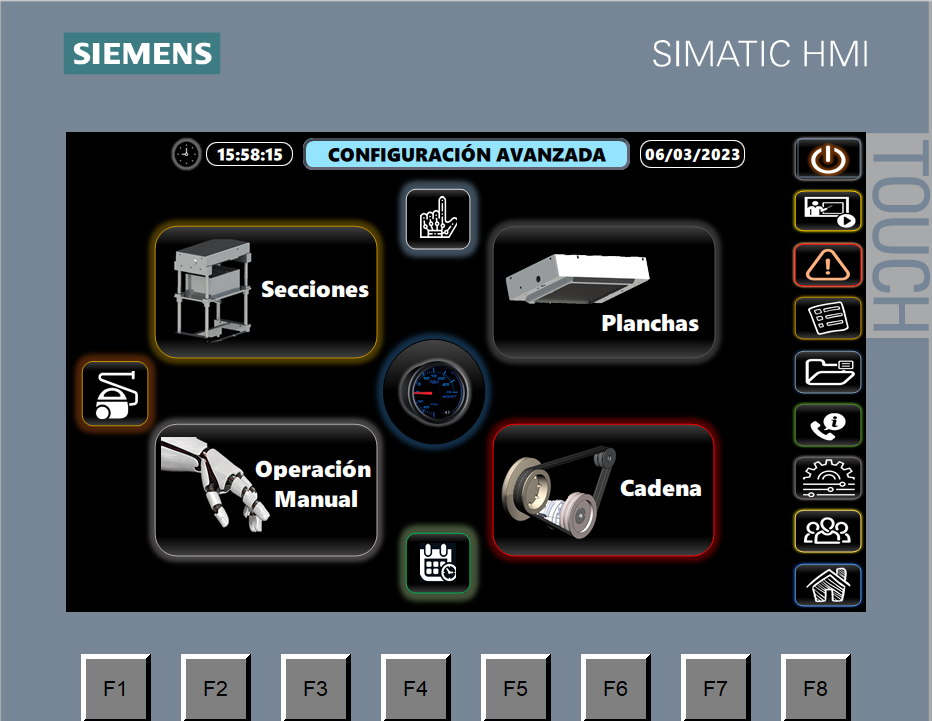 SIEMENS
SIMATIC HMI
15:58:15
CONFIGURACIÓN AVANZADA
06/03/2023
TOUCH
Secciones
Planchas
Operación
Manual
Cadena
F1
F2
F3
F4
F5
F6
F7
F8